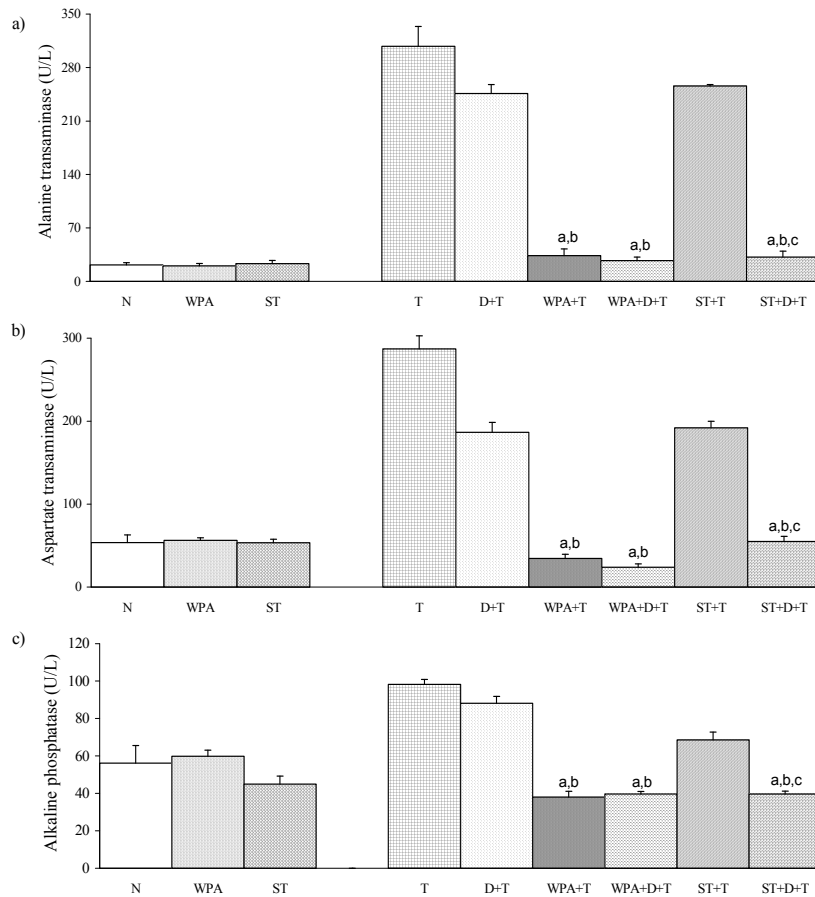 a)
Alanine transaminase (U/L)
350
280
210
140
70
0
a,b
a,b
a,b,c
N WPA ST T D+T WPA+T WPA+D+T ST+T ST+D+T
b)
Aspartate transaminase (U/L)
300
200
100
0
a,b
a,b
a,b,c
N WPA ST T D+T WPA+T WPA+D+T ST+T ST+D+T
c)
Alkaline phosphatase (U/L)
120
100
80
60
40
20
0
a,b
a,b
a,b,c
N WPA ST T D+T WPA+T WPA+D+T ST+T ST+D+T